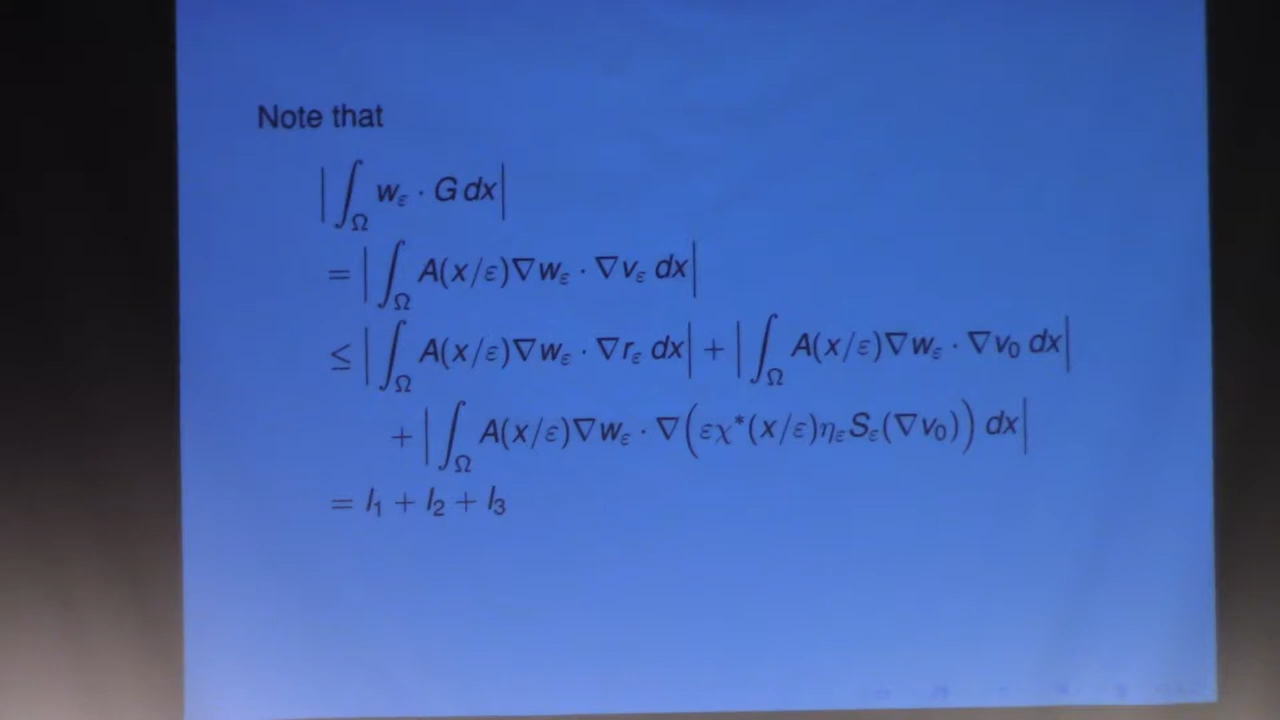 Note that
|∫_Ω w_ε · G dx|
= |∫_Ω A(x/ε)∇w_ε · ∇v_ε dx|
≤ |∫_Ω A(x/ε)∇w_ε · ∇r_ε dx| + |∫_Ω A(x/ε)∇w_ε · ∇v_0 dx|
+ |∫_Ω A(x/ε)∇w_ε · ∇(εχ*(x/ε)η_ε S_ε(∇v_0)) dx|
= I_1 + I_2 + I_3